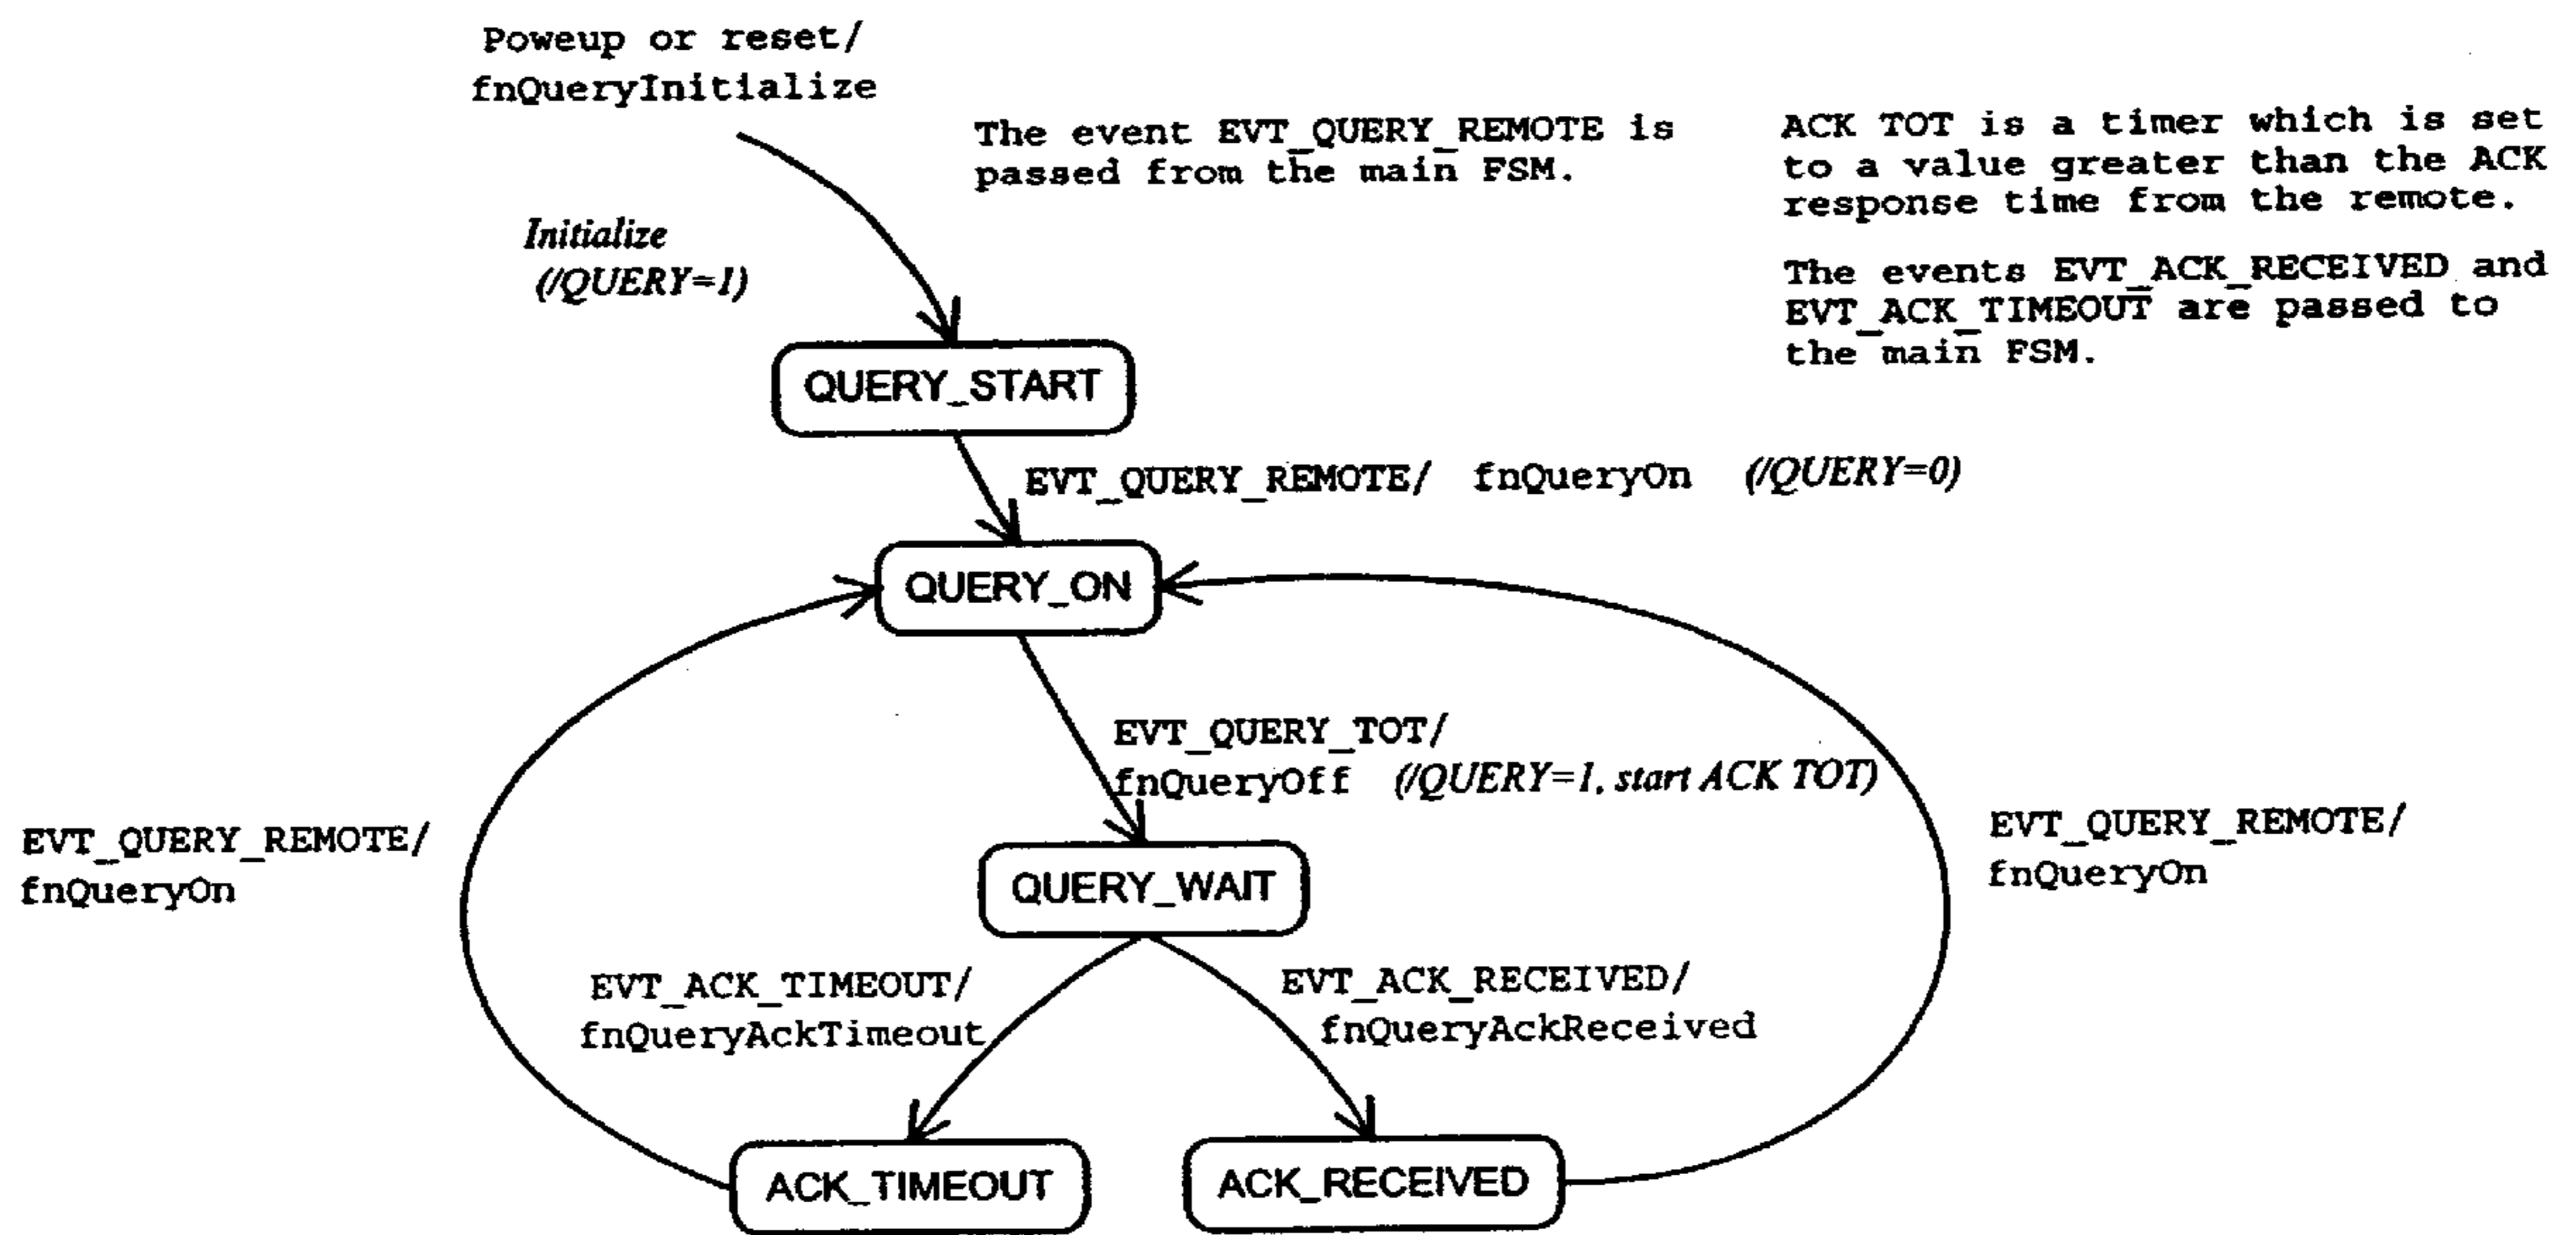 Poweup or reset/
fnQueryInitialize
The event EVT_QUERY_REMOTE is
passed from the main FSM.
ACK TOT is a timer which is set
to a value greater than the ACK
response time from the remote.
The events EVT_ACK_RECEIVED and
EVT_ACK_TIMEOUT are passed to
the main FSM.
Initialize
(/QUERY=1)
QUERY_START
EVT_QUERY_REMOTE/ fnQueryOn (/QUERY=0)
QUERY_ON
EVT_QUERY_TOT/
fnQueryOff (/QUERY=1, start ACK TOT)
EVT_QUERY_REMOTE/
fnQueryOn
EVT_QUERY_REMOTE/
fnQueryOn
QUERY_WAIT
EVT_ACK_TIMEOUT/
fnQueryAckTimeout
EVT_ACK_RECEIVED/
fnQueryAckReceived
ACK_TIMEOUT
ACK_RECEIVED